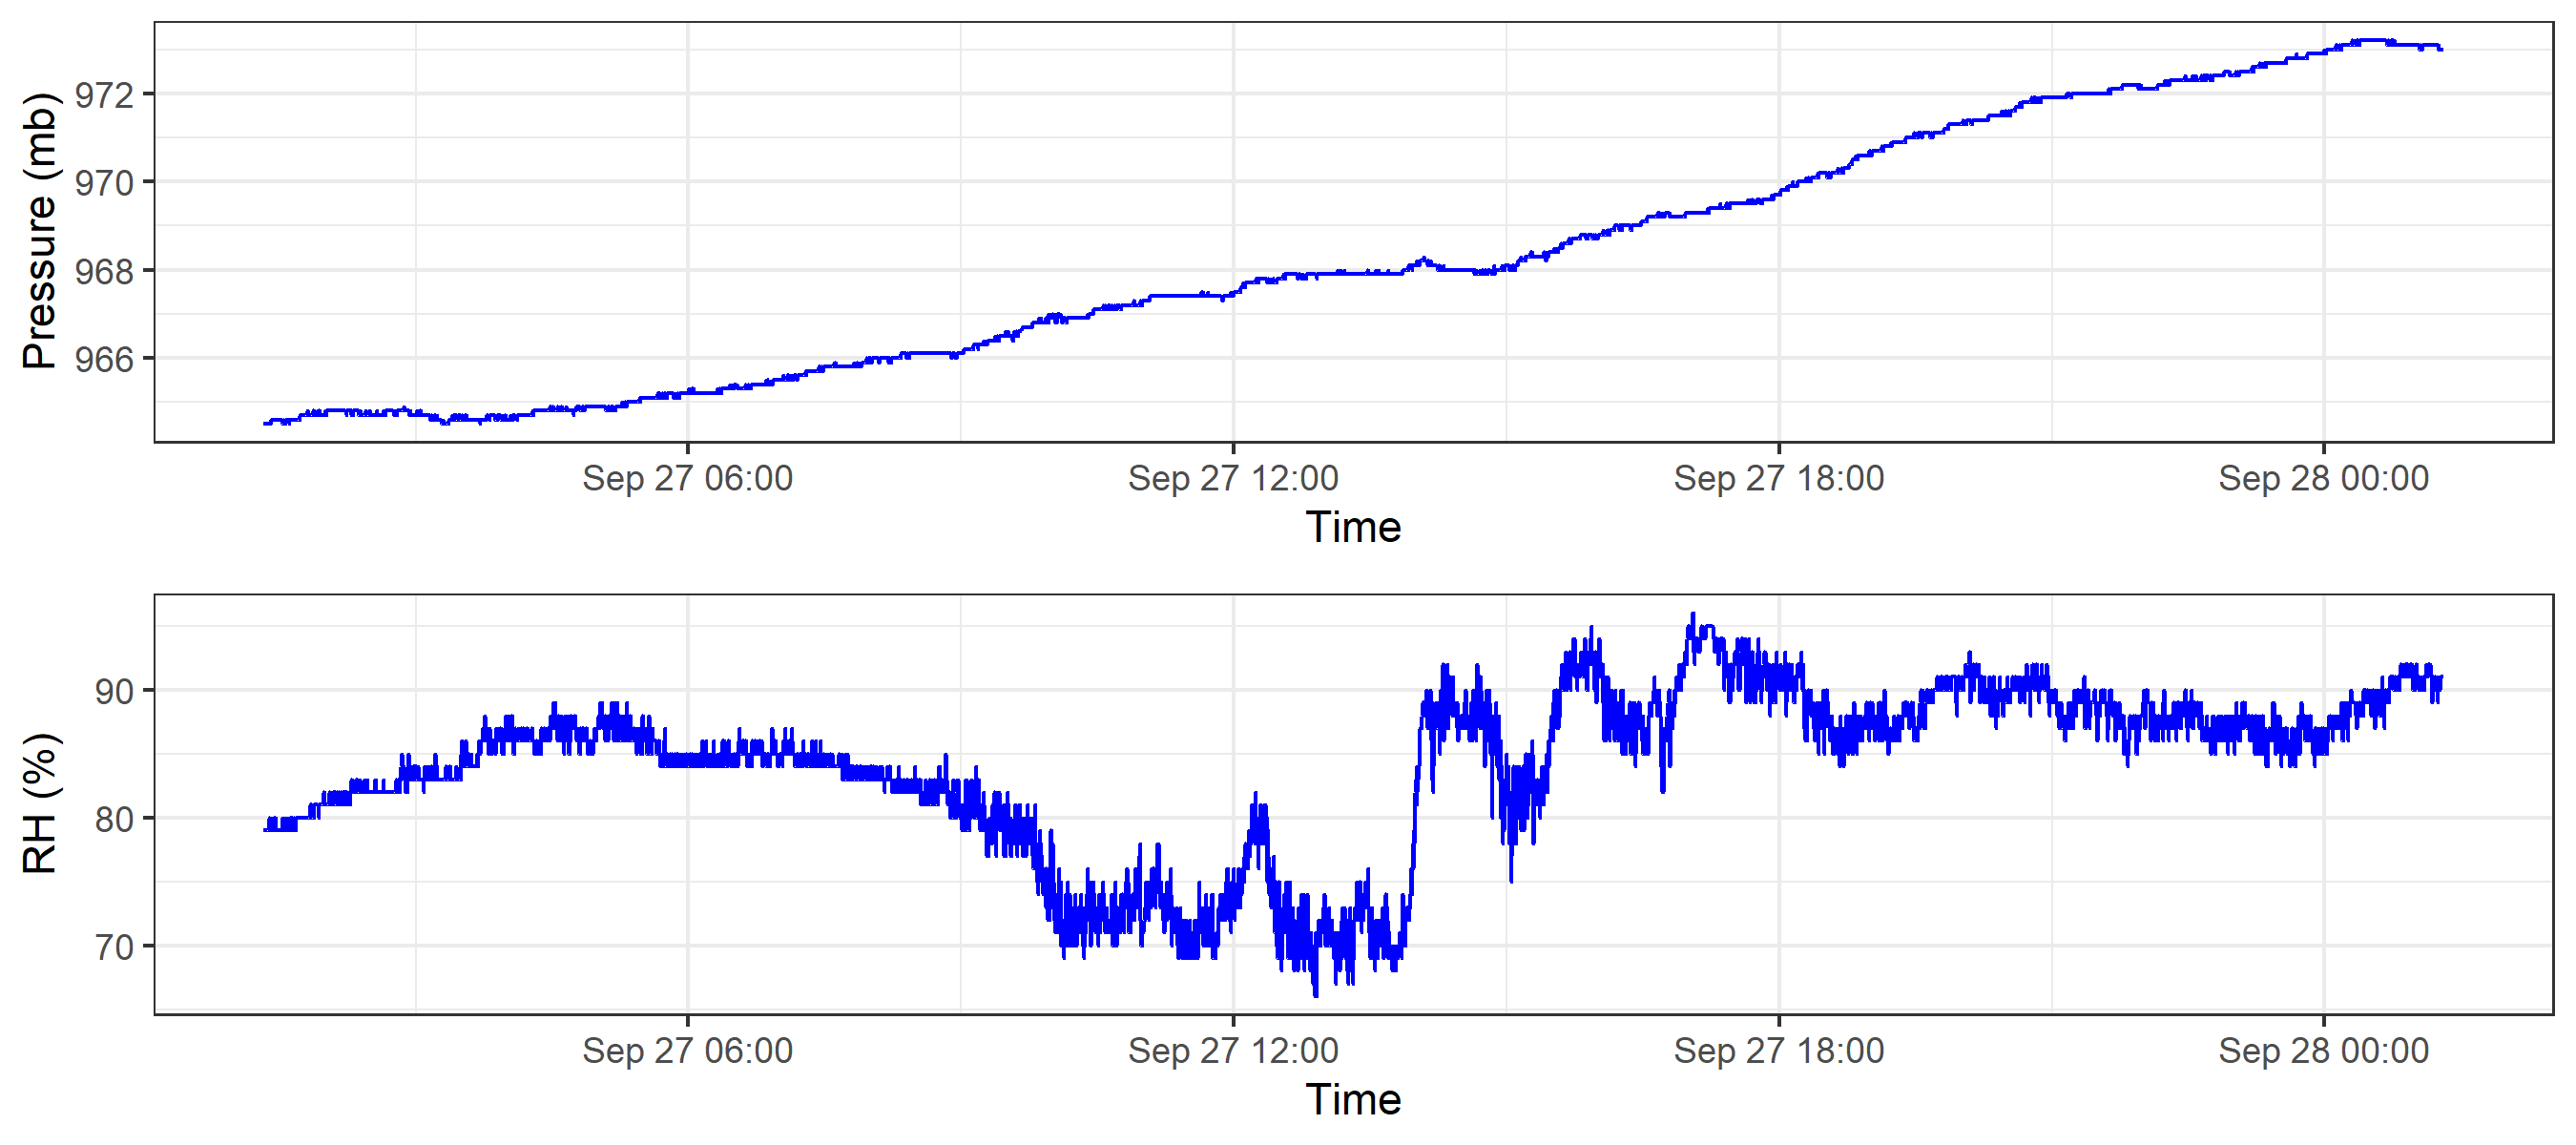 Pressure (mb)
972
970
968
966
Sep 27 06:00
Sep 27 12:00
Sep 27 18:00
Sep 28 00:00
Time
RH (%)
90
80
70
Sep 27 06:00
Sep 27 12:00
Sep 27 18:00
Sep 28 00:00
Time